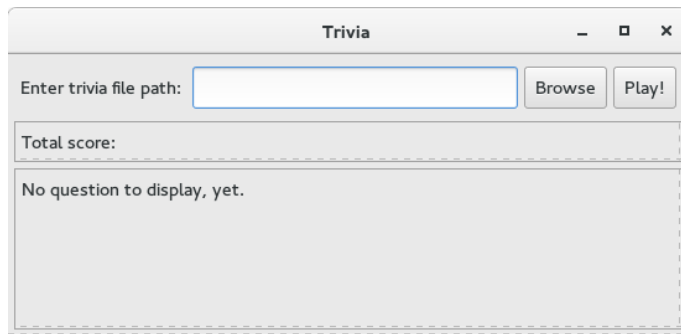 Trivia
Enter trivia file path: Browse Play!
Total score:
No question to display, yet.